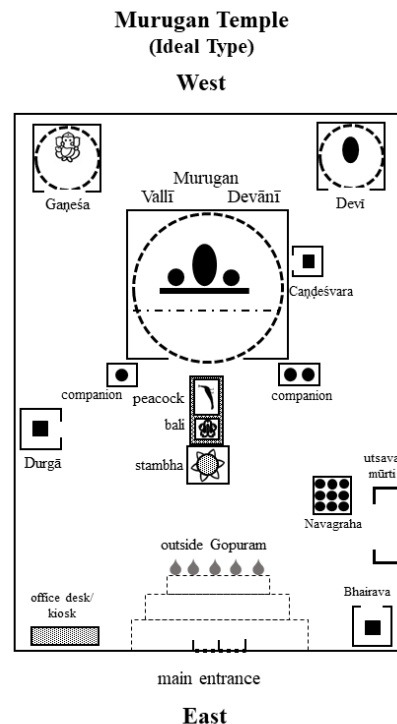 Murugan Temple
(Ideal Type)
West
Gaṇeśa
Murugan
Vallī Devānī
Devī
Caṇḍeśvara
companion
peacock
companion
bali
Durgā
stambha
utsava
mūrti
Navagraha
outside Gopuram
office desk/
kiosk
Bhairava
main entrance
East